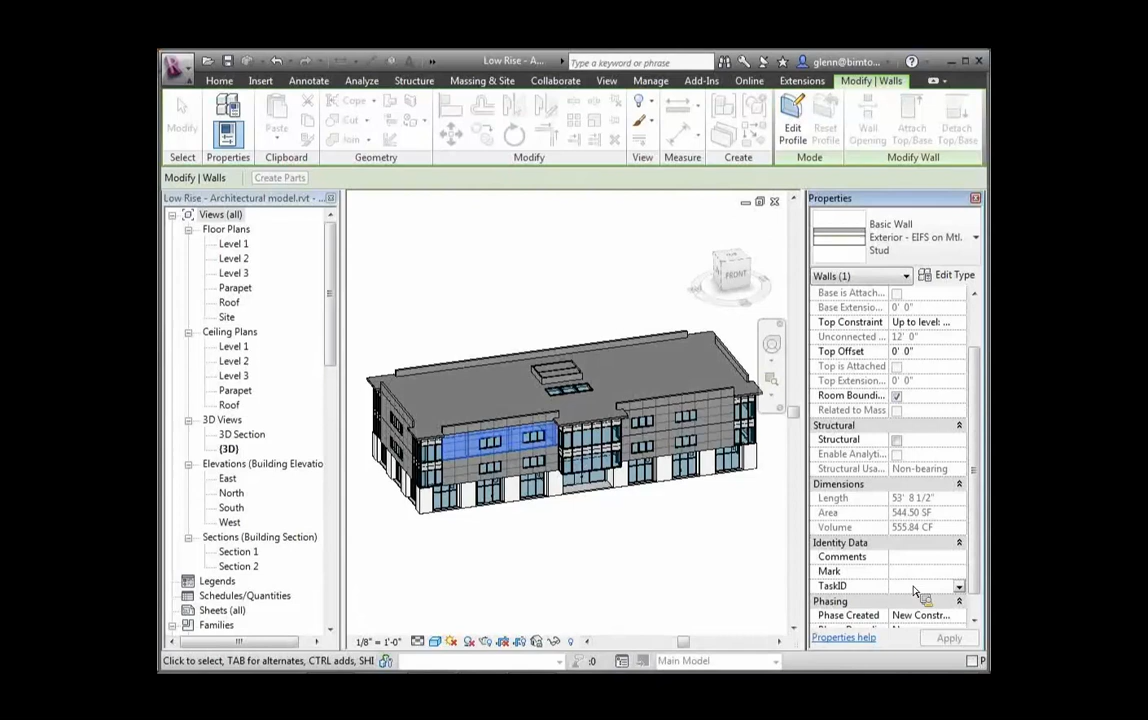 Low Rise - A...
Type a keyword or phrase
glenn@bimto...
Home Insert Annotate Analyze Structure Massing & Site Collaborate View Manage Add-Ins Online Extensions Modify | Walls
Modify
Paste
Cope
Cut
Join
Edit Profile
Reset Profile
Wall Opening
Attach Top/Base
Detach Top/Base
Select Properties Clipboard Geometry Modify View Measure Create Mode Modify Wall
Modify | Walls Create Parts
Low Rise - Architectural model.rvt - ...
Views (all)
Floor Plans
Level 1
Level 2
Level 3
Parapet
Roof
Site
Ceiling Plans
Level 1
Level 2
Level 3
Parapet
Roof
3D Views
3D Section
{3D}
Elevations (Building Elevatio
East
North
South
West
Sections (Building Section)
Section 1
Section 2
Legends
Schedules/Quantities
Sheets (all)
Families
FRONT
1/8" = 1'-0"
Properties
Basic Wall
Exterior - EIFS on Mtl. Stud
Walls (1) Edit Type
Base is Attach...
Base Extensio... 0' 0"
Top Constraint Up to level: ...
Unconnected ... 12' 0"
Top Offset 0' 0"
Top is Attached
Top Extension... 0' 0"
Room Boundi...
Related to Mass
Structural
Structural
Enable Analyti...
Structural Usa... Non-bearing
Dimensions
Length 53' 8 1/2"
Area 544.50 SF
Volume 555.84 CF
Identity Data
Comments
Mark
TaskID
Phasing
Phase Created New Constr...
Properties help Apply
Click to select, TAB for alternates, CTRL adds, SHI
:0
Main Model